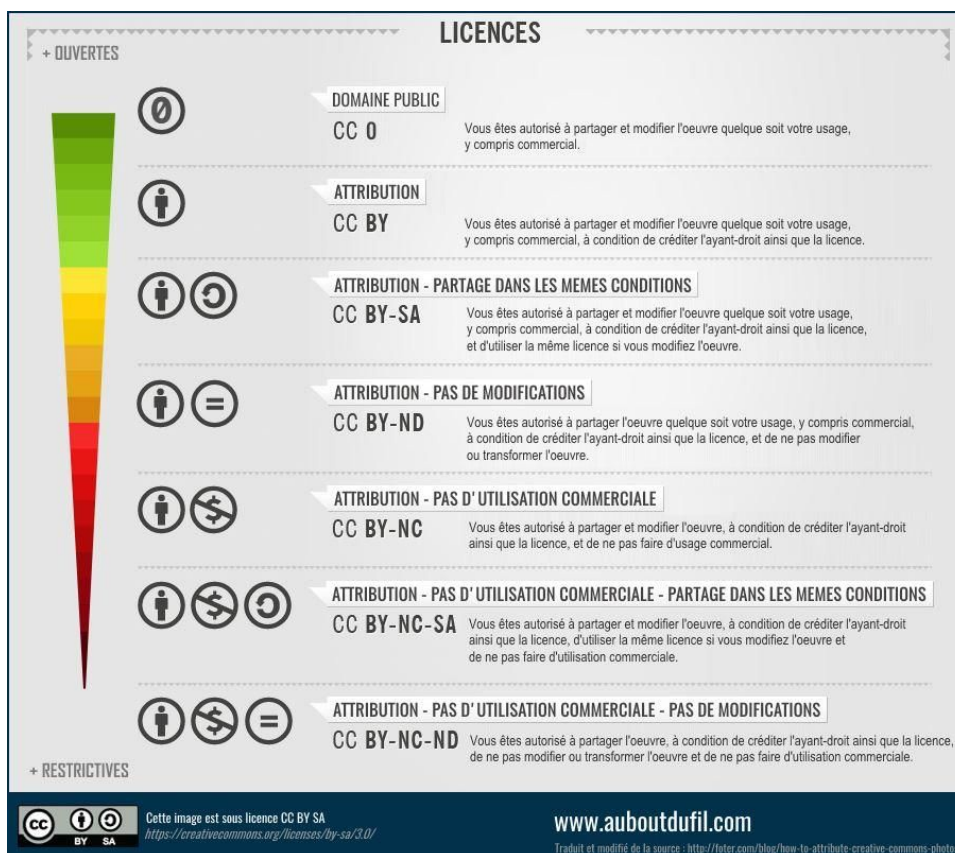 LICENCES
+ OUVERTES
DOMAINE PUBLIC
CC 0
Vous êtes autorisé à partager et modifier l'oeuvre quelque soit votre usage,
y compris commercial.
ATTRIBUTION
CC BY
Vous êtes autorisé à partager et modifier l'oeuvre quelque soit votre usage,
y compris commercial, à condition de créditer l'ayant-droit ainsi que la licence.
ATTRIBUTION - PARTAGE DANS LES MEMES CONDITIONS
CC BY-SA
Vous êtes autorisé à partager et modifier l'oeuvre quelque soit votre usage,
y compris commercial, à condition de créditer l'ayant-droit ainsi que la licence,
et d'utiliser la même licence si vous modifiez l'oeuvre.
ATTRIBUTION - PAS DE MODIFICATIONS
CC BY-ND
Vous êtes autorisé à partager l'oeuvre quelque soit votre usage, y compris commercial,
à condition de créditer l'ayant-droit ainsi que la licence, et de ne pas modifier
ou transformer l'oeuvre.
ATTRIBUTION - PAS D'UTILISATION COMMERCIALE
CC BY-NC
Vous êtes autorisé à partager et modifier l'oeuvre, à condition de créditer l'ayant-droit
ainsi que la licence, et de ne pas faire d'usage commercial.
ATTRIBUTION - PAS D'UTILISATION COMMERCIALE - PARTAGE DANS LES MEMES CONDITIONS
CC BY-NC-SA
Vous êtes autorisé à partager et modifier l'oeuvre, à condition de créditer l'ayant-droit
ainsi que la licence, d'utiliser la même licence si vous modifiez l'oeuvre et
de ne pas faire d'utilisation commerciale.
ATTRIBUTION - PAS D'UTILISATION COMMERCIALE - PAS DE MODIFICATIONS
CC BY-NC-ND
Vous êtes autorisé à partager l'oeuvre, à condition de créditer l'ayant-droit ainsi que la licence,
de ne pas modifier ou transformer l'oeuvre et de ne pas faire d'utilisation commerciale.
+ RESTRICTIVES
cc
BY SA
Cette image est sous licence CC BY SA
https://creativecommons.org/licenses/by-sa/3.0/
www.auboutdufil.com
Traduit et modifié de la source : http://foter.com/blog/how-to-attribute-creative-commons-photo